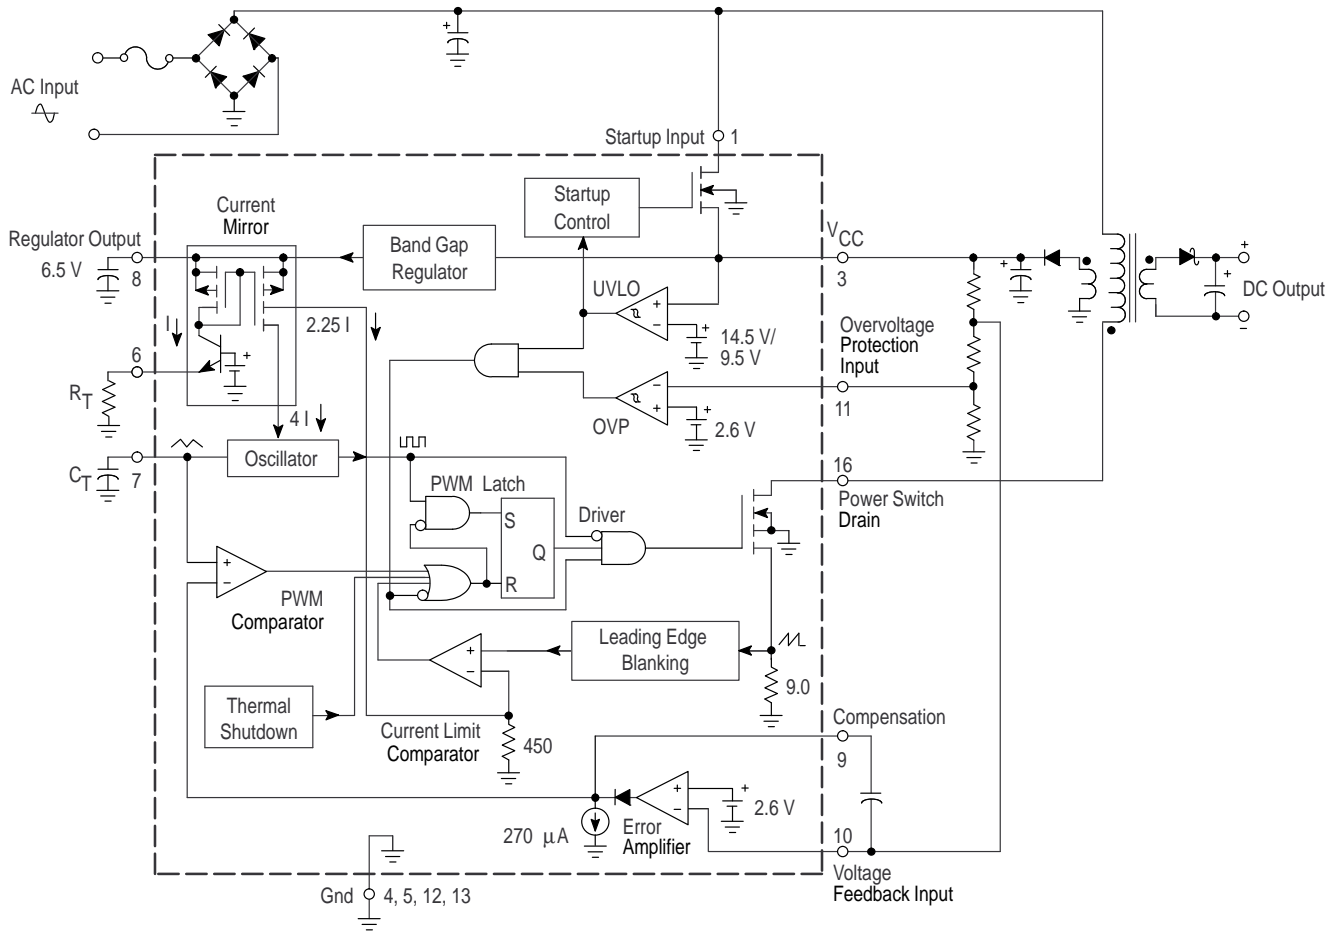 AC Input
Startup Input
1
Current
Mirror
Startup
Control
Regulator Output
6.5 V
8
Band Gap
Regulator
VCC
3
+
DC Output
−
UVLO
I
2.25 I
14.5 V/
9.5 V
Overvoltage
Protection
Input
6
RT
11
4 I
OVP
2.6 V
Oscillator
CT
7
16
Power Switch
Drain
PWM Latch
S
Q
R
Driver
PWM
Comparator
Leading Edge
Blanking
9.0
Thermal
Shutdown
Current Limit
Comparator
450
Compensation
9
2.6 V
270 μA
Error
Amplifier
10
Voltage
Feedback Input
Gnd
4, 5, 12, 13